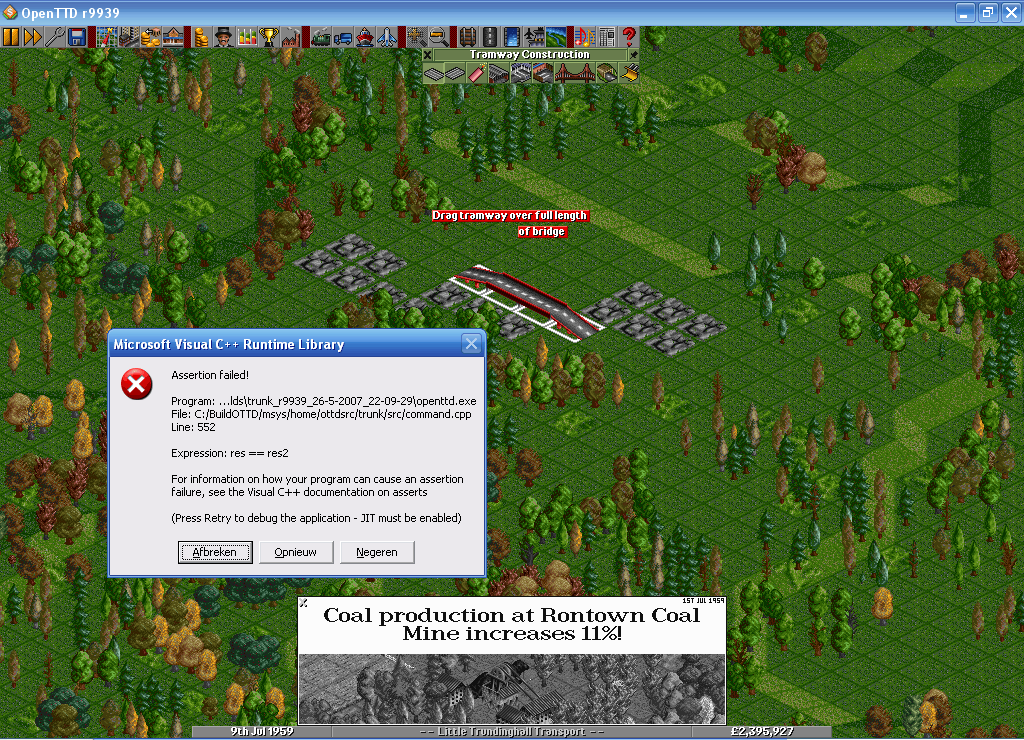 OpenTTD r9939
Tramway Construction
Drag tramway over full length
of bridge
Microsoft Visual C++ Runtime Library
Assertion failed!
Program: ...lds\trunk_r9939_26-5-2007_22-09-29\openttd.exe
File: C:/BuildOTTD/msys/home/ottdsrc/trunk/src/command.cpp
Line: 552
Expression: res == res2
For information on how your program can cause an assertion
failure, see the Visual C++ documentation on asserts
(Press Retry to debug the application - JIT must be enabled)
Afbreken Opnieuw Negeren
1ST JUL 1959
Coal production at Rontown Coal
Mine increases 11%!
9th Jul 1959 -- Little Trundinghall Transport -- £2,395,927